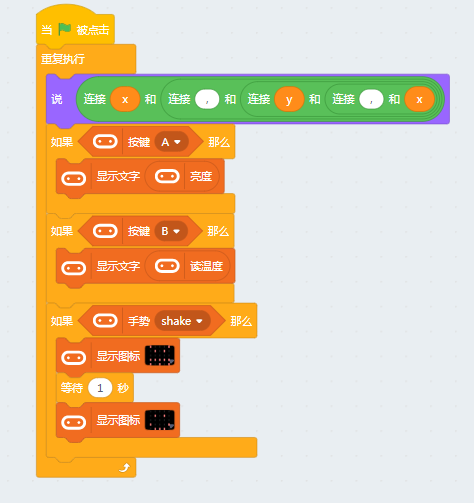 当 被点击
重复执行
说 连接 x 和 连接 , 和 连接 y 和 连接 , 和 x
如果 按键 A 那么
显示文字 亮度
如果 按键 B 那么
显示文字 读温度
如果 手势 shake 那么
显示图标
等待 1 秒
显示图标